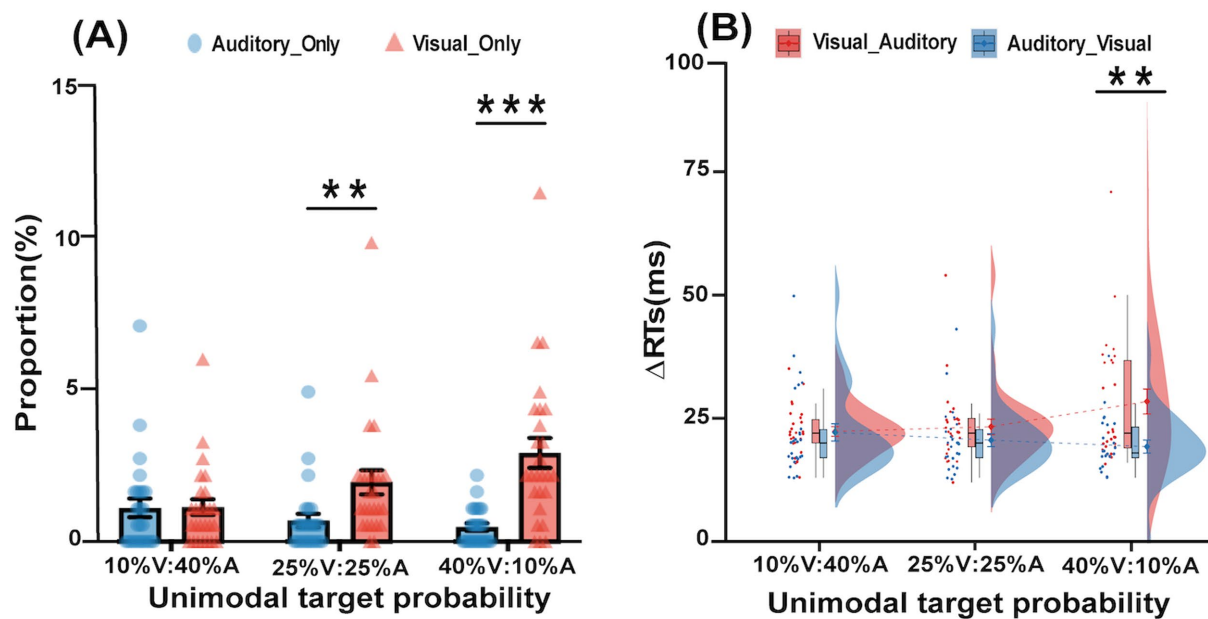 (A)
Auditory_Only
Visual_Only
15
10
5
0
Proportion(%)
**
***
10%V:40%A
25%V:25%A
40%V:10%A
Unimodal target probability
(B)
Visual_Auditory
Auditory_Visual
100
75
50
25
0
△RTs(ms)
**
10%V:40%A
25%V:25%A
40%V:10%A
Unimodal target probability